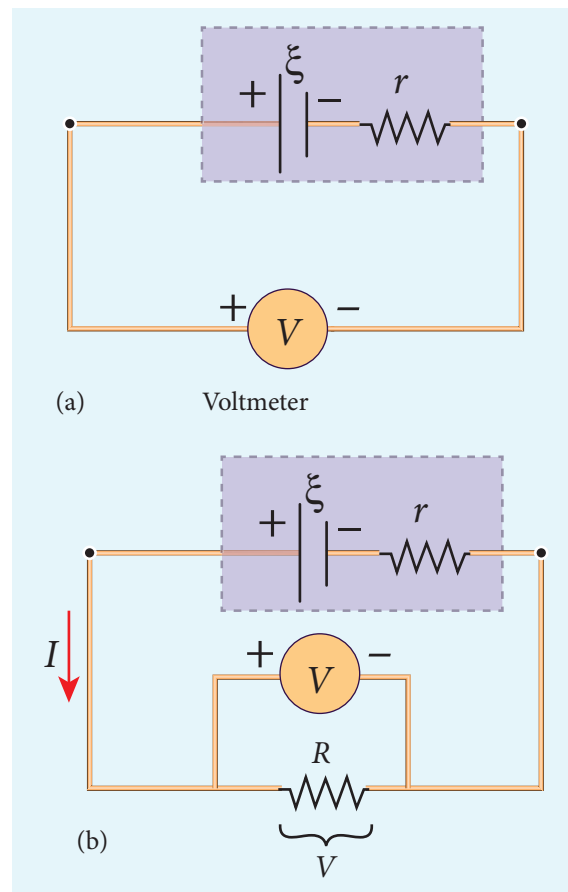 ξ
+ − r
+ V −
(a) Voltmeter
ξ
+ − r
I
+ V −
R
V
(b)